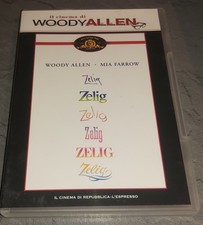 il cinema di
WOODY ALLEN
WOODY ALLEN · MIA FARROW
Zelig
Zelig
Zelig
Zelig
ZELIG
Zelig
IL CINEMA DI REPUBBLICA-L'ESPRESSO